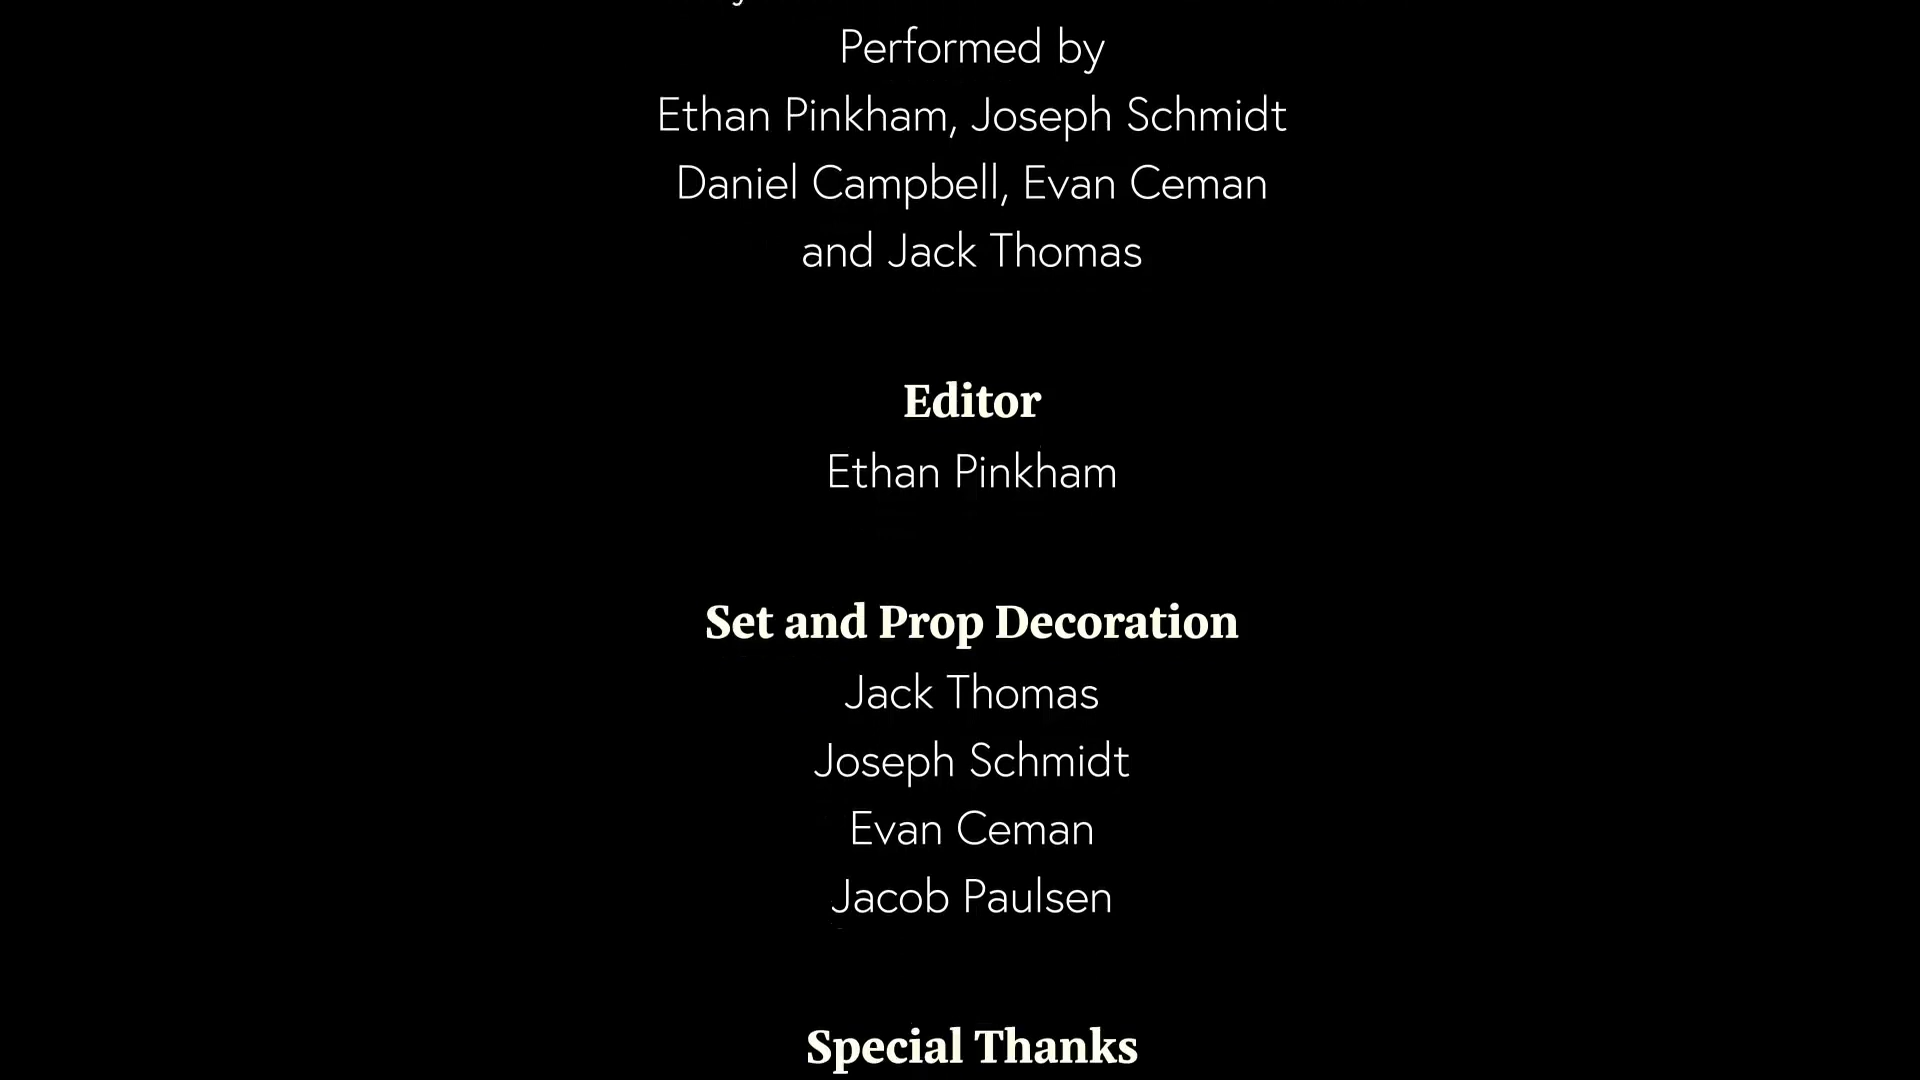 Performed by
Ethan Pinkham, Joseph Schmidt
Daniel Campbell, Evan Ceman
and Jack Thomas
Editor
Ethan Pinkham
Set and Prop Decoration
Jack Thomas
Joseph Schmidt
Evan Ceman
Jacob Paulsen
Special Thanks